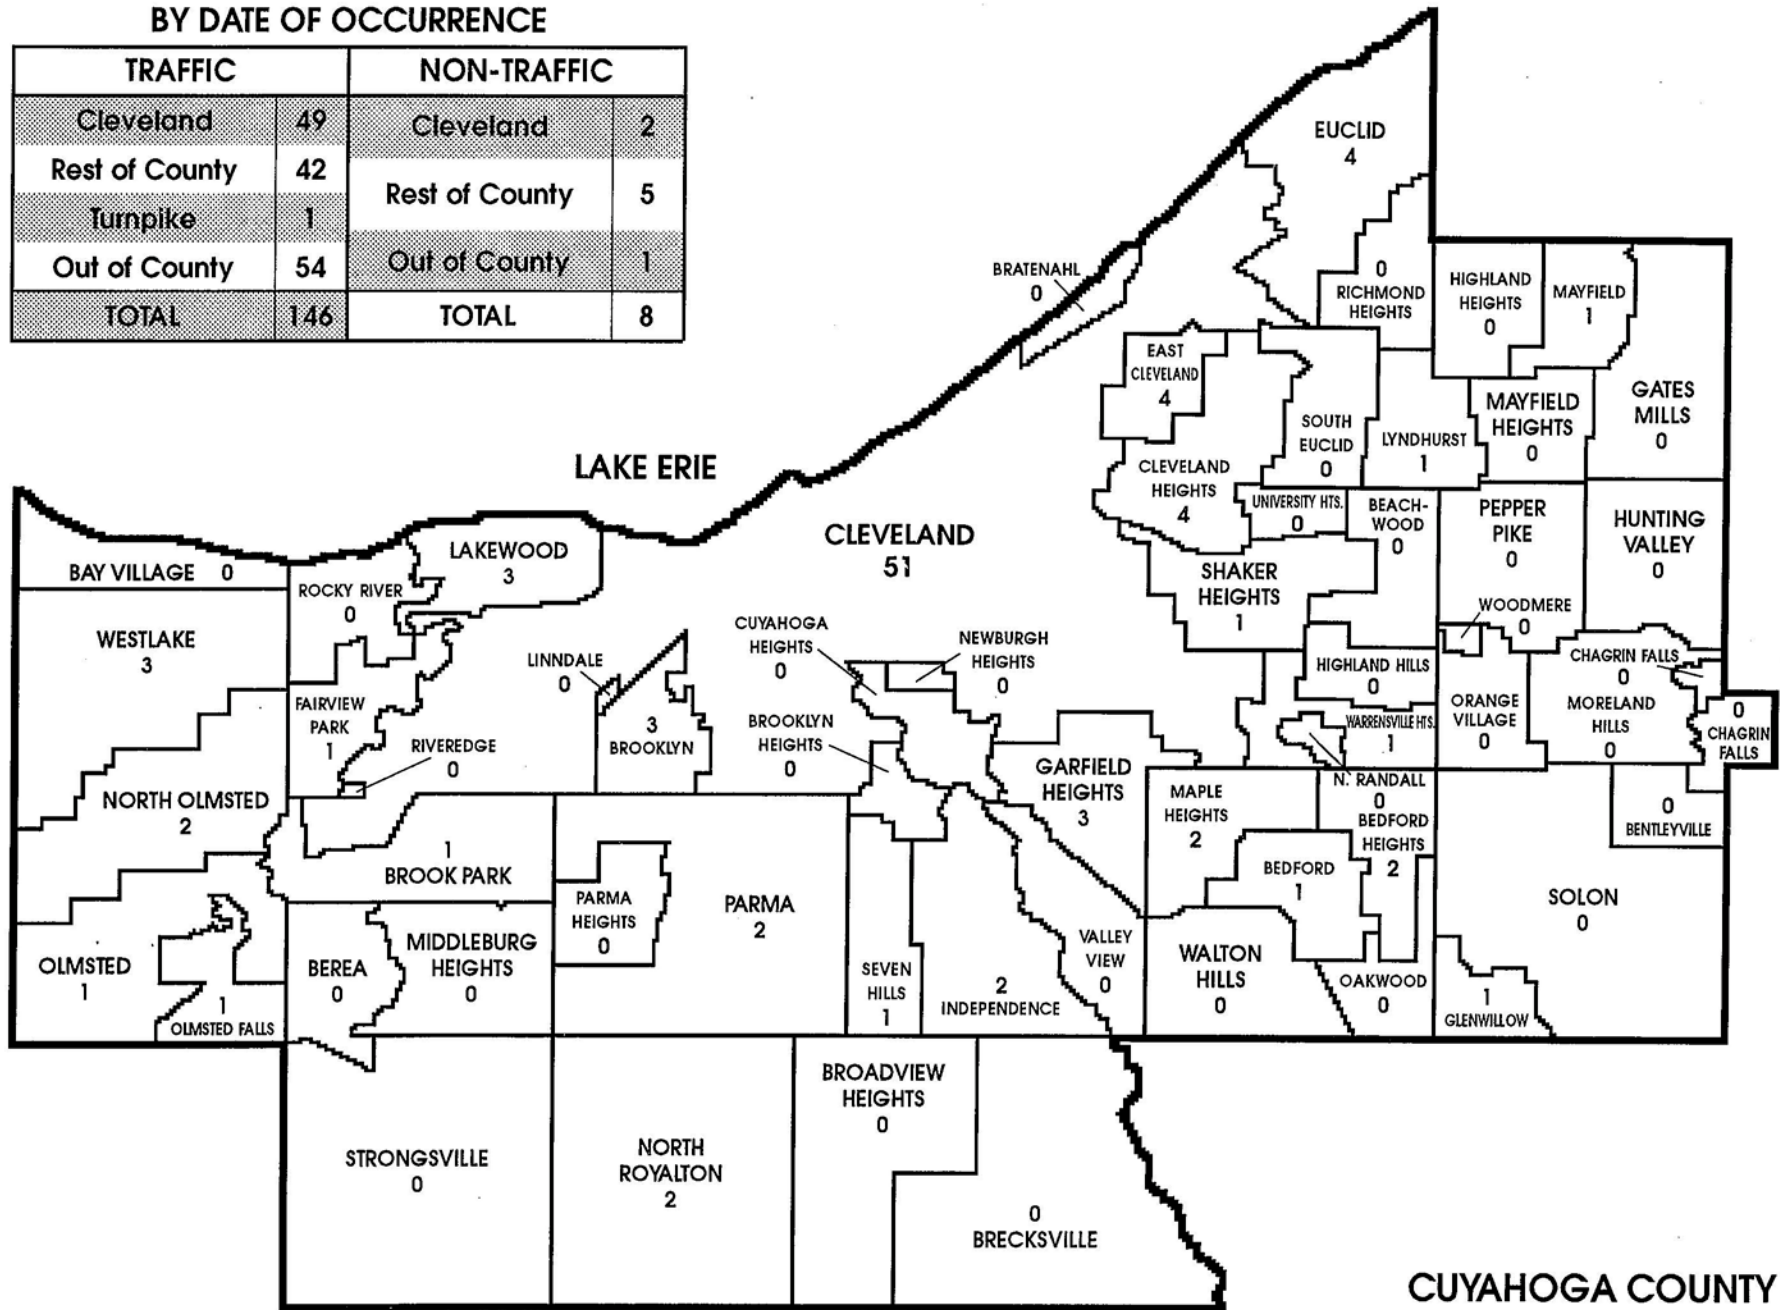 BY DATE OF OCCURRENCE
TRAFFIC NON-TRAFFIC
Cleveland 49 Cleveland 2
Rest of County 42 Rest of County 5
Turnpike 1
Out of County 54 Out of County 1
TOTAL 146 TOTAL 8
EUCLID
4
BRATENAHL
0
0
RICHMOND
HEIGHTS
HIGHLAND
HEIGHTS
0
MAYFIELD
1
GATES
MILLS
0
EAST
CLEVELAND
4
SOUTH
EUCLID
0
LYNDHURST
1
MAYFIELD
HEIGHTS
0
LAKE ERIE
CLEVELAND
HEIGHTS
4
UNIVERSITY HTS.
0
BEACH-
WOOD
0
PEPPER
PIKE
0
HUNTING
VALLEY
0
CLEVELAND
51
BAY VILLAGE 0
ROCKY RIVER
0
LAKEWOOD
3
SHAKER
HEIGHTS
1
WOODMERE
0
WESTLAKE
3
LINNDALE
0
CUYAHOGA
HEIGHTS
0
NEWBURGH
HEIGHTS
0
HIGHLAND HILLS
0
CHAGRIN FALLS
0
FAIRVIEW
PARK
1
RIVEREDGE
0
3
BROOKLYN
BROOKLYN
HEIGHTS
0
WARRENSVILLE HTS.
1
ORANGE
VILLAGE
0
MORELAND
HILLS
0
0
CHAGRIN
FALLS
NORTH OLMSTED
2
GARFIELD
HEIGHTS
3
MAPLE
HEIGHTS
2
N. RANDALL
0
BEDFORD
HEIGHTS
2
0
BENTLEYVILLE
1
BROOK PARK
PARMA
HEIGHTS
0
PARMA
2
BEDFORD
1
SOLON
0
OLMSTED
1
1
OLMSTED FALLS
BEREA
0
MIDDLEBURG
HEIGHTS
0
SEVEN
HILLS
1
2
INDEPENDENCE
VALLEY
VIEW
0
WALTON
HILLS
0
OAKWOOD
0
1
GLENWILLOW
STRONGSVILLE
0
NORTH
ROYALTON
2
BROADVIEW
HEIGHTS
0
0
BRECKSVILLE
CUYAHOGA COUNTY